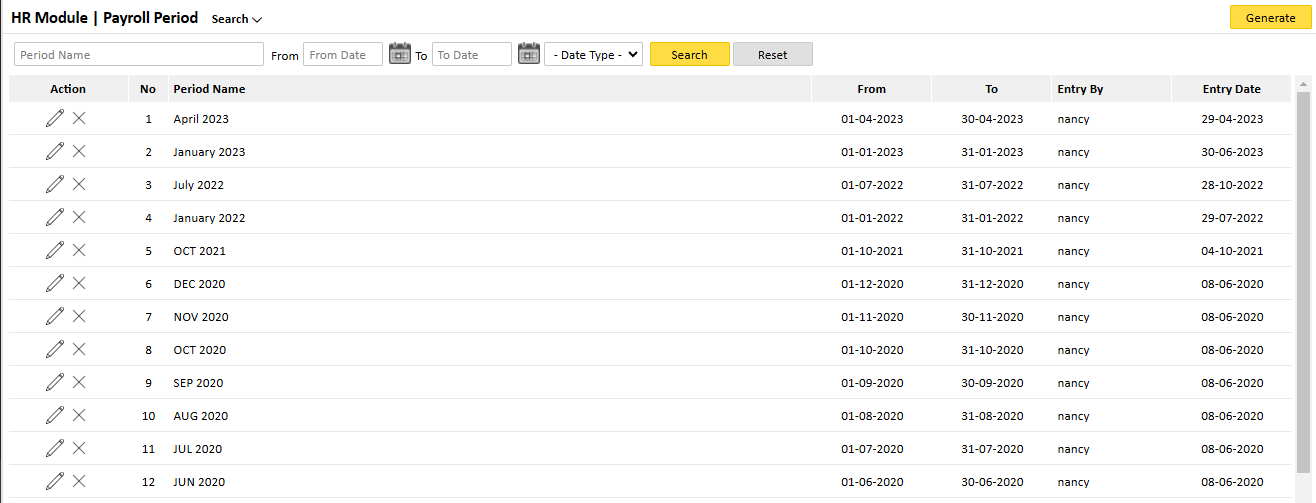 HR Module | Payroll Period Search Generate
Period Name From From Date To To Date - Date Type - Search Reset
Action No Period Name From To Entry By Entry Date
1 April 2023 01-04-2023 30-04-2023 nancy 29-04-2023
2 January 2023 01-01-2023 31-01-2023 nancy 30-06-2023
3 July 2022 01-07-2022 31-07-2022 nancy 28-10-2022
4 January 2022 01-01-2022 31-01-2022 nancy 29-07-2022
5 OCT 2021 01-10-2021 31-10-2021 nancy 04-10-2021
6 DEC 2020 01-12-2020 31-12-2020 nancy 08-06-2020
7 NOV 2020 01-11-2020 30-11-2020 nancy 08-06-2020
8 OCT 2020 01-10-2020 31-10-2020 nancy 08-06-2020
9 SEP 2020 01-09-2020 30-09-2020 nancy 08-06-2020
10 AUG 2020 01-08-2020 31-08-2020 nancy 08-06-2020
11 JUL 2020 01-07-2020 31-07-2020 nancy 08-06-2020
12 JUN 2020 01-06-2020 30-06-2020 nancy 08-06-2020